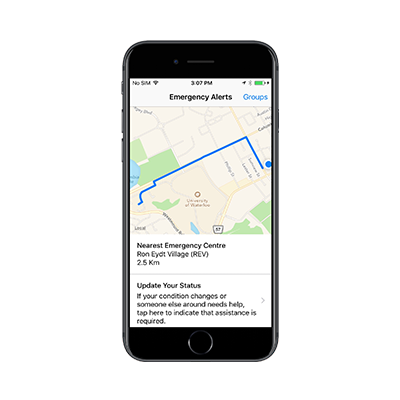 No SIM 3:07 PM
Emergency Alerts Groups
University
of
Waterloo
57
Legal
Nearest Emergency Centre
Ron Eydt Village (REV)
2.5 Km
Update Your Status
If your condition changes or
someone else around needs help,
tap here to indicate that assistance is
required.